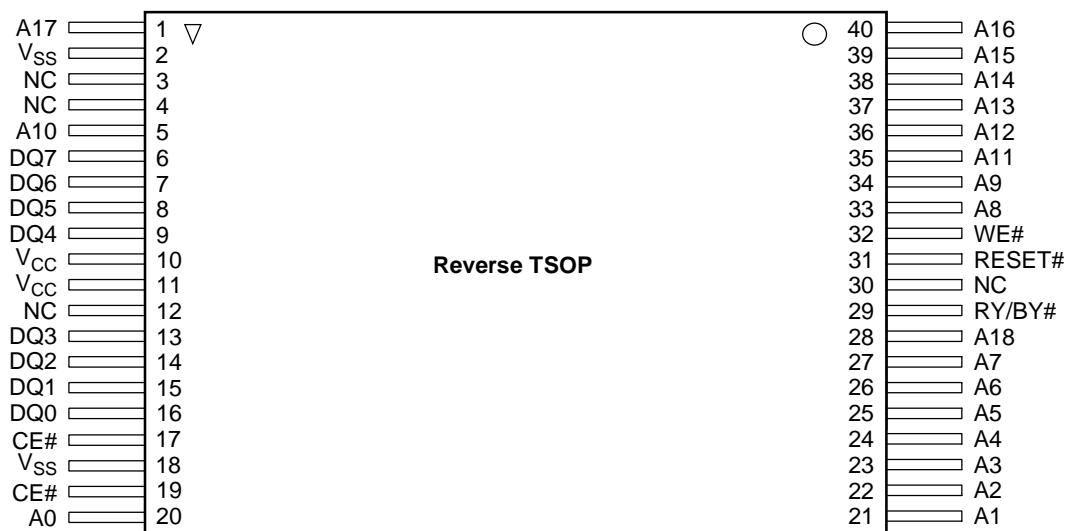 A17 1 40 A16
VSS 2 39 A15
NC 3 38 A14
NC 4 37 A13
A10 5 36 A12
DQ7 6 35 A11
DQ6 7 34 A9
DQ5 8 33 A8
DQ4 9 32 WE#
VCC 10 Reverse TSOP 31 RESET#
VCC 11 30 NC
NC 12 29 RY/BY#
DQ3 13 28 A18
DQ2 14 27 A7
DQ1 15 26 A6
DQ0 16 25 A5
CE# 17 24 A4
VSS 18 23 A3
CE# 19 22 A2
A0 20 21 A1